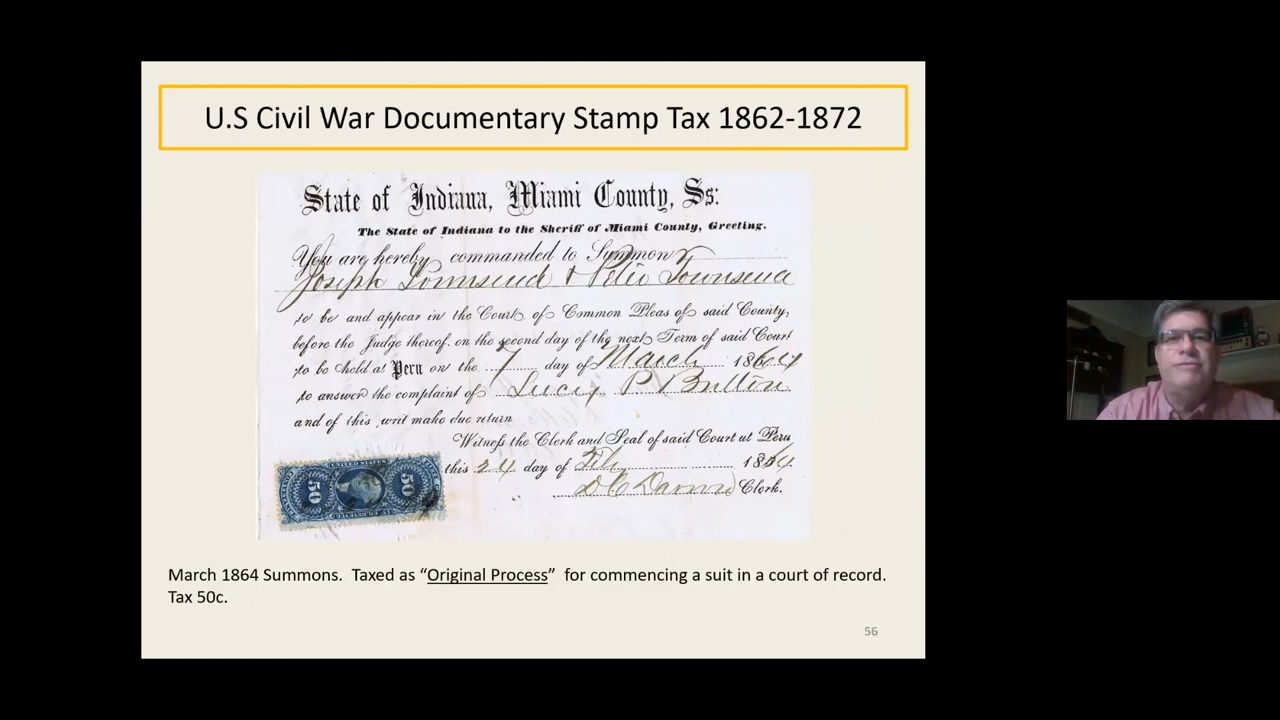 U.S Civil War Documentary Stamp Tax 1862-1872
State of Indiana, Miami County, Ss:
The State of Indiana to the Sheriff of Miami County, Greeting.
You are hereby commanded to Summon
Joseph Townsend & Peter Townsend
to be and appear in the Court of Common Pleas of said County,
before the Judge thereof, on the second day of the next Term of said Court
to be held at Peru on the 7 day of March 1864
to answer the complaint of Lucy P
and of this writ make due return
Witness the Clerk and Seal of said Court at Peru
this 24 day of Feb 1864.
Clerk.
50 50
March 1864 Summons. Taxed as “Original Process” for commencing a suit in a court of record.
Tax 50c.
56